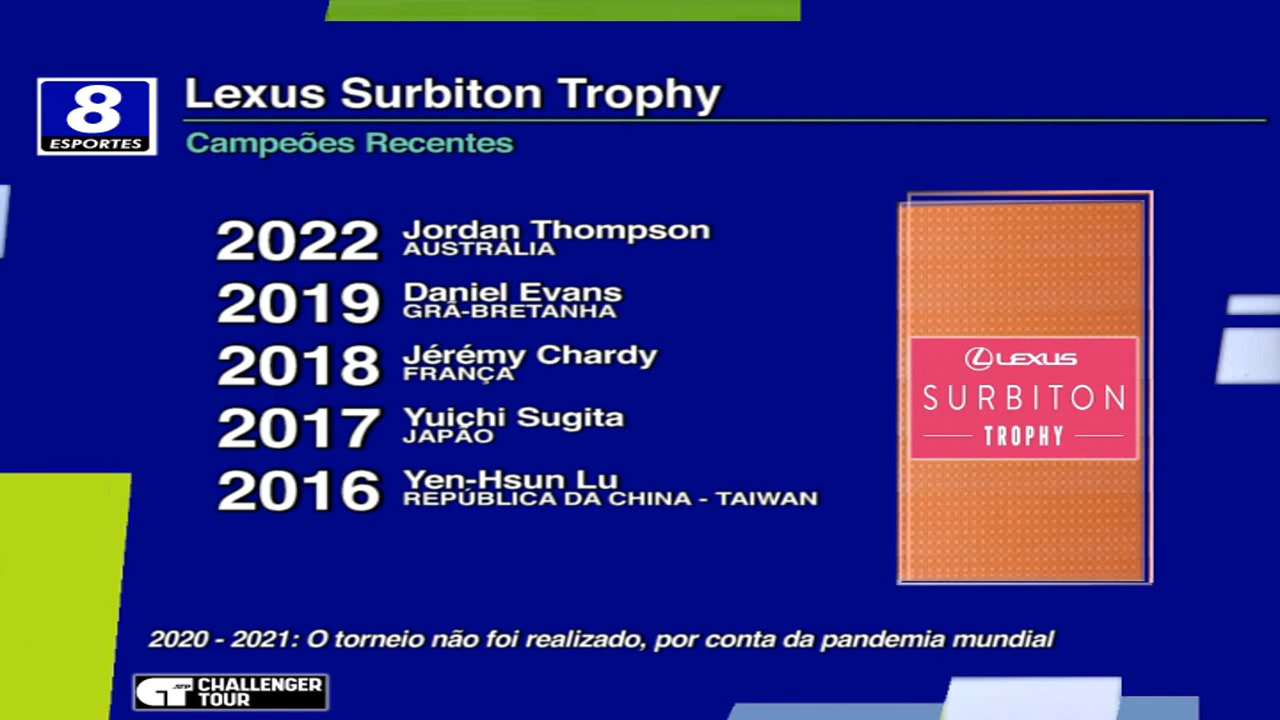 8
ESPORTES
Lexus Surbiton Trophy
Campeões Recentes
2022 Jordan Thompson
AUSTRÁLIA
2019 Daniel Evans
GRÃ-BRETANHA
2018 Jérémy Chardy
FRANÇA
2017 Yuichi Sugita
JAPÃO
2016 Yen-Hsun Lu
REPÚBLICA DA CHINA - TAIWAN
LEXUS
SURBITON
TROPHY
2020 - 2021: O torneio não foi realizado, por conta da pandemia mundial
ATP CHALLENGER
TOUR